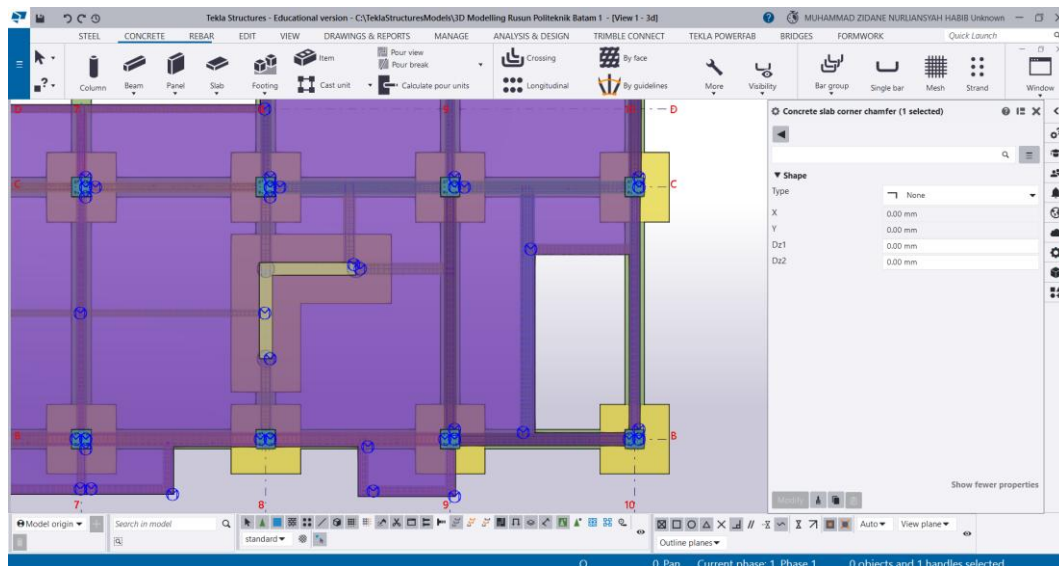 Tekla Structures - Educational version - C:\TeklaStructuresModels\3D Modelling Rusun Politeknik Batam 1 - [View 1 - 3d]
MUHAMMAD ZIDANE NURLIANSYAH HABIB Unknown
STEEL CONCRETE REBAR EDIT VIEW DRAWINGS & REPORTS MANAGE ANALYSIS & DESIGN TRIMBLE CONNECT TEKLA POWERFAB BRIDGES FORMWORK Quick Launch
Column Beam Panel Slab Footing
Item
Cast unit
Pour view
Pour break
Calculate pour units
Crossing
Longitudinal
By face
By guidelines
More Visibility Bar group Single bar Mesh Strand Window
Concrete slab corner chamfer (1 selected)
Shape
Type None
X 0.00 mm
Y 0.00 mm
Dz1 0.00 mm
Dz2 0.00 mm
Show fewer properties
Modify
D D
C C
B B
7 8 9 10
Model origin Search in model
standard
Auto View plane
Outline planes
O 0 Pan Current phase: 1, Phase 1 0 objects and 1 handles selected